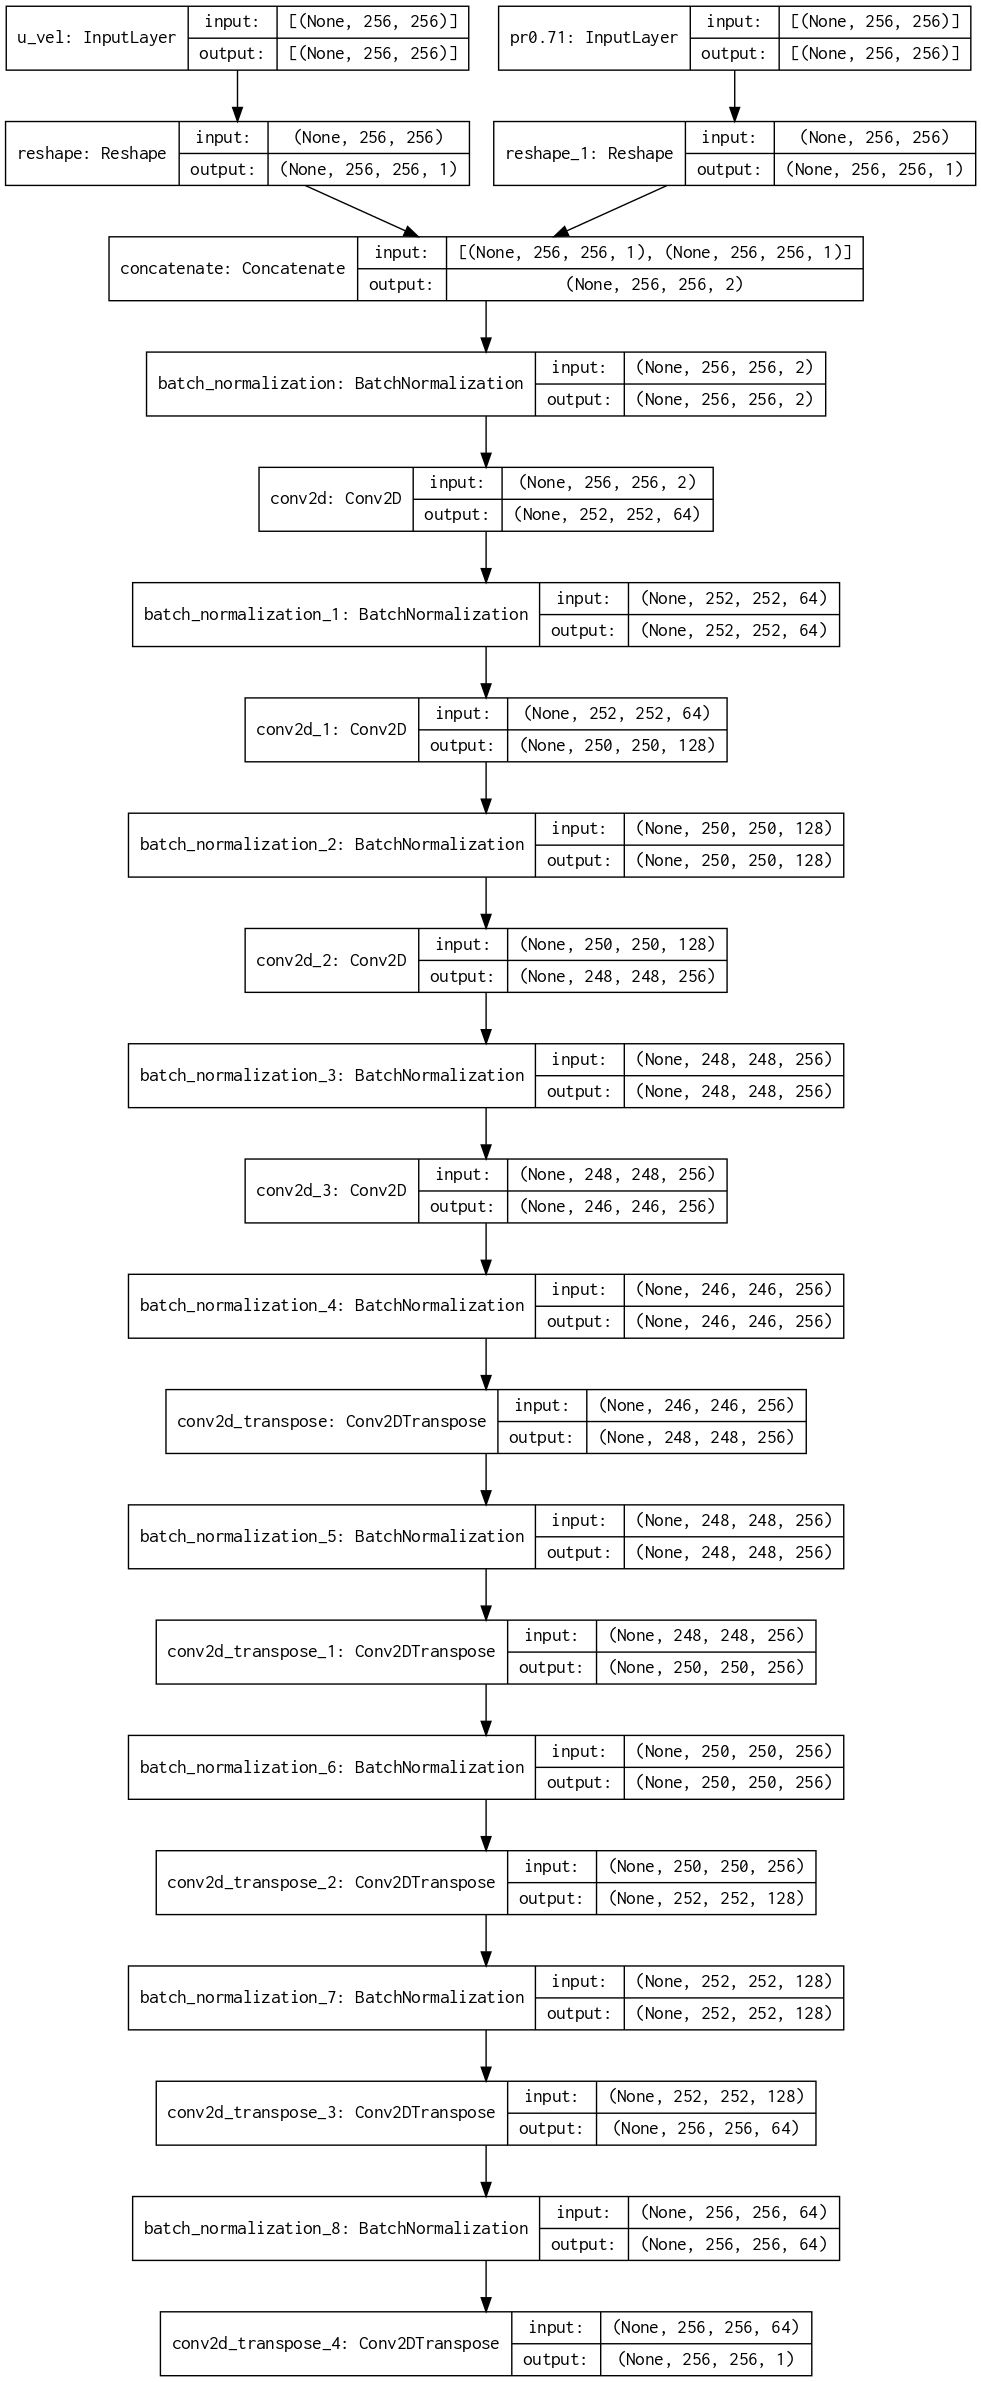 u_vel: InputLayer
input: [(None, 256, 256)]
output: [(None, 256, 256)]
pr0.71: InputLayer
input: [(None, 256, 256)]
output: [(None, 256, 256)]
reshape: Reshape
input: (None, 256, 256)
output: (None, 256, 256, 1)
reshape_1: Reshape
input: (None, 256, 256)
output: (None, 256, 256, 1)
concatenate: Concatenate
input: [(None, 256, 256, 1), (None, 256, 256, 1)]
output: (None, 256, 256, 2)
batch_normalization: BatchNormalization
input: (None, 256, 256, 2)
output: (None, 256, 256, 2)
conv2d: Conv2D
input: (None, 256, 256, 2)
output: (None, 252, 252, 64)
batch_normalization_1: BatchNormalization
input: (None, 252, 252, 64)
output: (None, 252, 252, 64)
conv2d_1: Conv2D
input: (None, 252, 252, 64)
output: (None, 250, 250, 128)
batch_normalization_2: BatchNormalization
input: (None, 250, 250, 128)
output: (None, 250, 250, 128)
conv2d_2: Conv2D
input: (None, 250, 250, 128)
output: (None, 248, 248, 256)
batch_normalization_3: BatchNormalization
input: (None, 248, 248, 256)
output: (None, 248, 248, 256)
conv2d_3: Conv2D
input: (None, 248, 248, 256)
output: (None, 246, 246, 256)
batch_normalization_4: BatchNormalization
input: (None, 246, 246, 256)
output: (None, 246, 246, 256)
conv2d_transpose: Conv2DTranspose
input: (None, 246, 246, 256)
output: (None, 248, 248, 256)
batch_normalization_5: BatchNormalization
input: (None, 248, 248, 256)
output: (None, 248, 248, 256)
conv2d_transpose_1: Conv2DTranspose
input: (None, 248, 248, 256)
output: (None, 250, 250, 256)
batch_normalization_6: BatchNormalization
input: (None, 250, 250, 256)
output: (None, 250, 250, 256)
conv2d_transpose_2: Conv2DTranspose
input: (None, 250, 250, 256)
output: (None, 252, 252, 128)
batch_normalization_7: BatchNormalization
input: (None, 252, 252, 128)
output: (None, 252, 252, 128)
conv2d_transpose_3: Conv2DTranspose
input: (None, 252, 252, 128)
output: (None, 256, 256, 64)
batch_normalization_8: BatchNormalization
input: (None, 256, 256, 64)
output: (None, 256, 256, 64)
conv2d_transpose_4: Conv2DTranspose
input: (None, 256, 256, 64)
output: (None, 256, 256, 1)